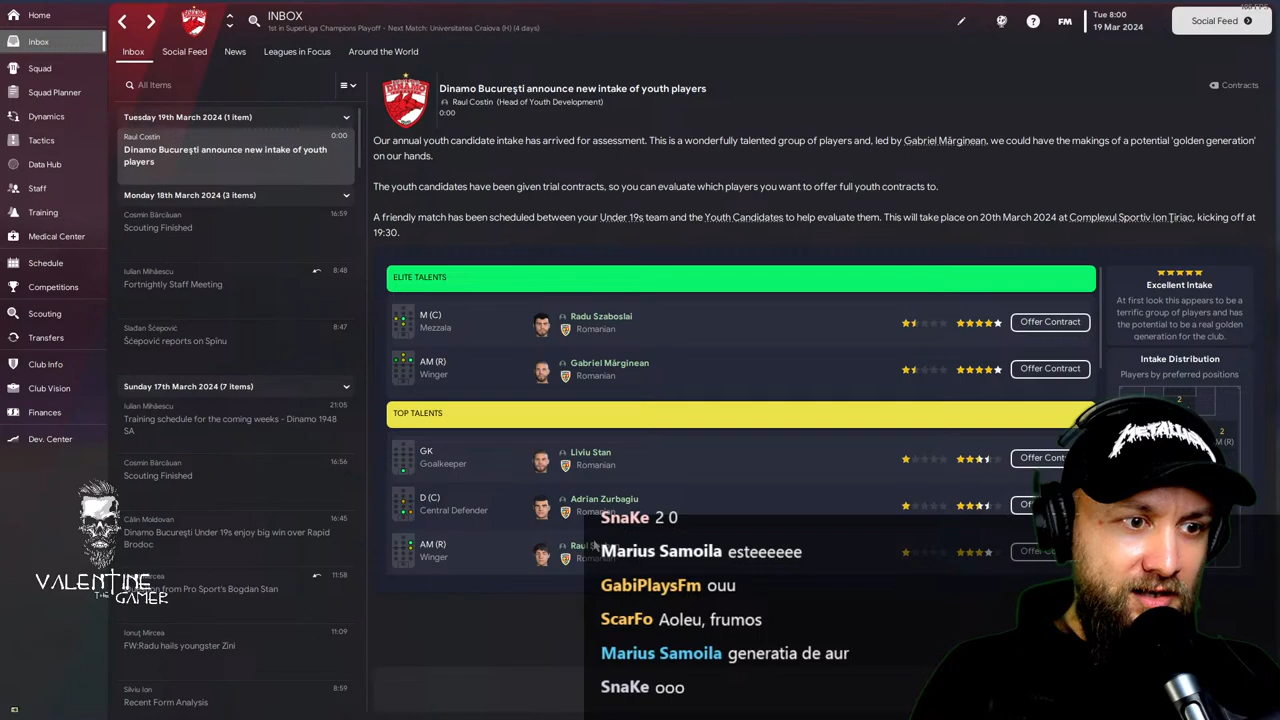 Home
Inbox
Squad
Squad Planner
Dynamics
Tactics
Data Hub
Staff
Training
Medical Center
Schedule
Competitions
Scouting
Transfers
Club Info
Club Vision
Finances
Dev. Center
INBOX
1st in SuperLiga Champions Playoff - Next Match: Universitatea Craiova (H) (4 days)
FM
Tue 8:00
19 Mar 2024
Social Feed
Inbox
Social Feed
News
Leagues in Focus
Around the World
All Items
Tuesday 19th March 2024 (1 item)
Raul Costin 0:00
Dinamo București announce new intake of youth
players
Monday 18th March 2024 (3 items)
Cosmin Bărcăuan 16:59
Scouting Finished
Iulian Mihăescu 8:48
Fortnightly Staff Meeting
Slađan Šćepović 8:47
Šćepović reports on Spinu
Sunday 17th March 2024 (7 items)
Iulian Mihăescu 21:05
Training schedule for the coming weeks - Dinamo 1948
SA
Cosmin Bărcăuan 16:56
Scouting Finished
Călin Moldovan 16:45
Dinamo București Under 19s enjoy big win over Rapid
Brodoc
11:58
from Pro Sport's Bogdan Stan
Ionuț Mircea 11:09
FW:Radu hails youngster Zini
Silviu Ion 8:59
Recent Form Analysis
VALENTINE
THE
GAMER
Dinamo București announce new intake of youth players
Raul Costin (Head of Youth Development)
0:00
Contracts
Our annual youth candidate intake has arrived for assessment. This is a wonderfully talented group of players and, led by Gabriel Mărginean, we could have the makings of a potential 'golden generation'
on our hands.
The youth candidates have been given trial contracts, so you can evaluate which players you want to offer full youth contracts to.
A friendly match has been scheduled between your Under 19s team and the Youth Candidates to help evaluate them. This will take place on 20th March 2024 at Complexul Sportiv Ion Țiriac, kicking off at
19:30.
ELITE TALENTS
M (C)
Mezzala
Radu Szaboslai
Romanian
Offer Contract
AM (R)
Winger
Gabriel Mărginean
Romanian
Offer Contract
TOP TALENTS
GK
Goalkeeper
Liviu Stan
Romanian
Offer
D (C)
Central Defender
Adrian Zurbagiu
Romanian
Offer
AM (R)
Winger
Raul
Offer
Excellent Intake
At first look this appears to be a
terrific group of players and has
the potential to be a real golden
generation for the club.
Intake Distribution
Players by preferred positions
2
2
METALLICA
SnaKe 2 0
Marius Samoila esteeeeee
GabiPlaysFm ouu
ScarFo Aoleu, frumos
Marius Samoila generatia de aur
SnaKe ooo